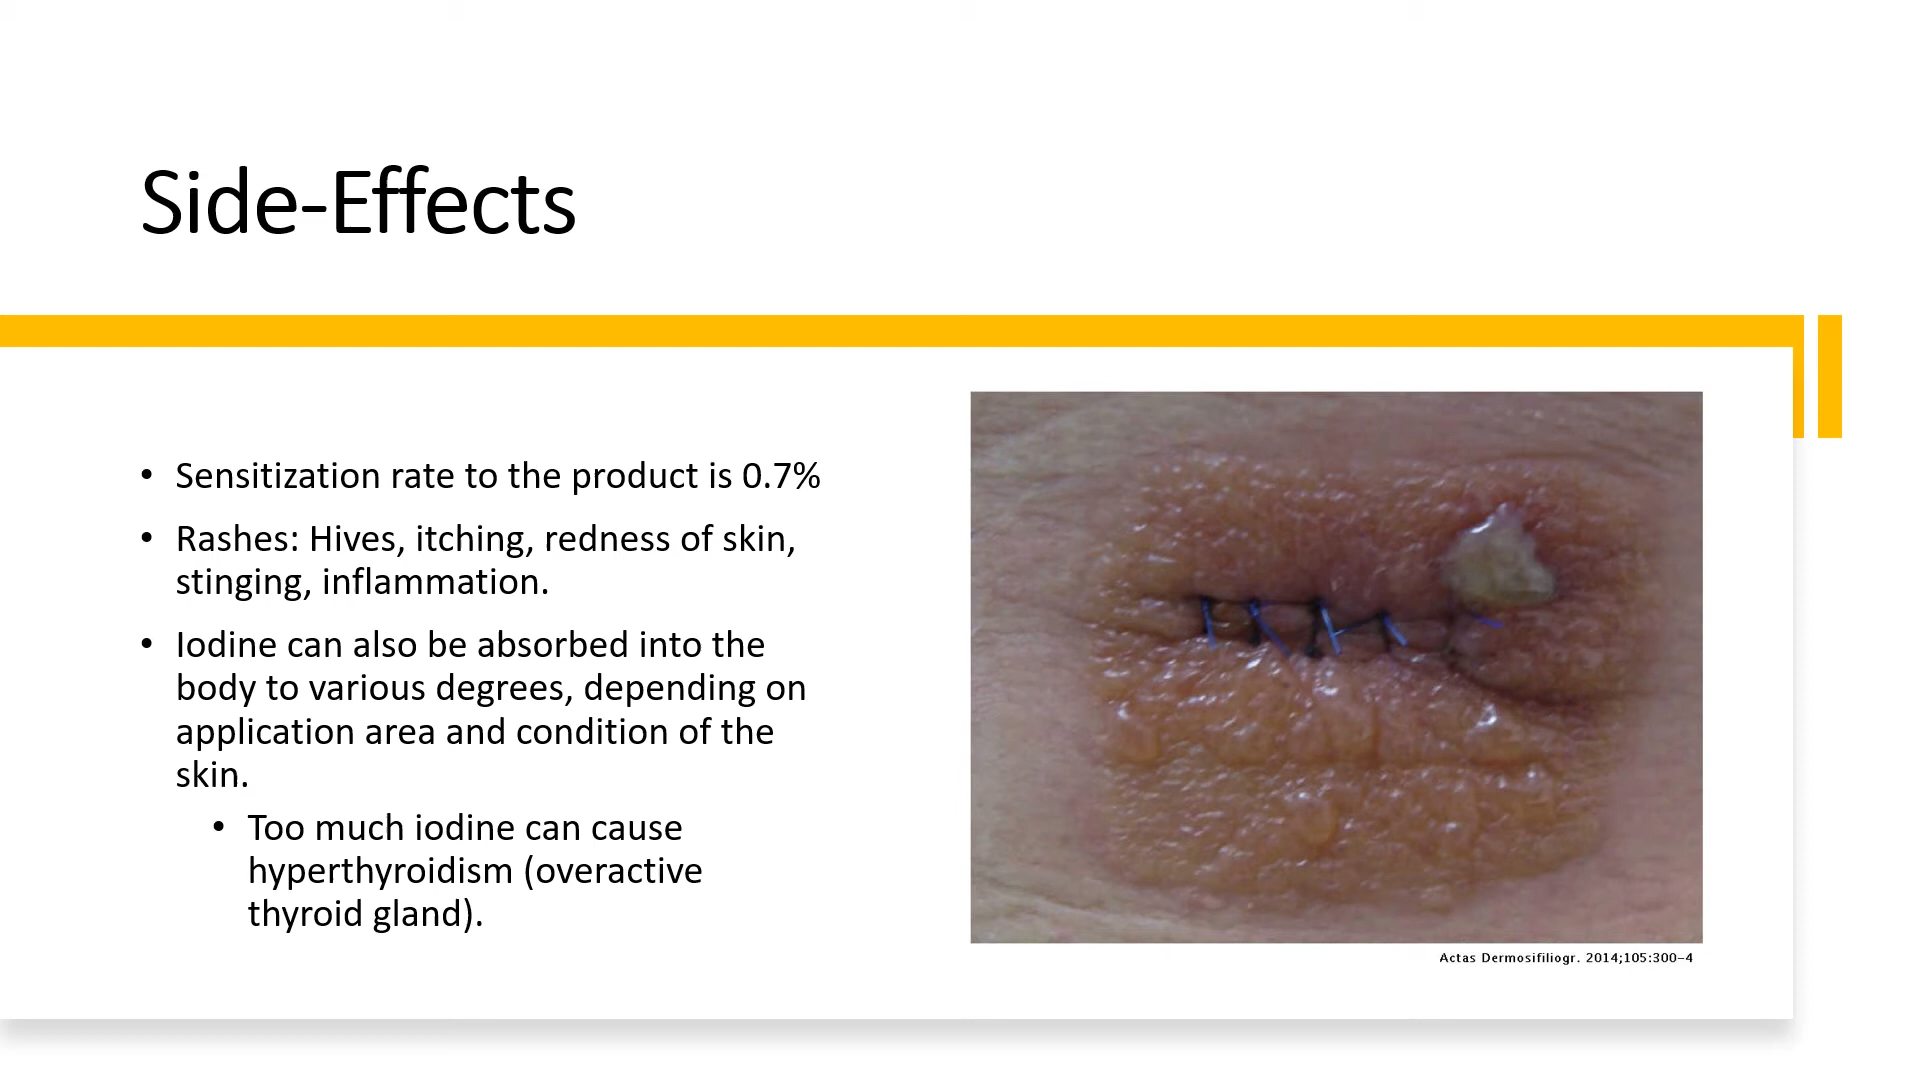 Side-Effects
• Sensitization rate to the product is 0.7%
• Rashes: Hives, itching, redness of skin,
stinging, inflammation.
• Iodine can also be absorbed into the
body to various degrees, depending on
application area and condition of the
skin.
• Too much iodine can cause
hyperthyroidism (overactive
thyroid gland).
Actas Dermosifiliogr. 2014;105:300–4